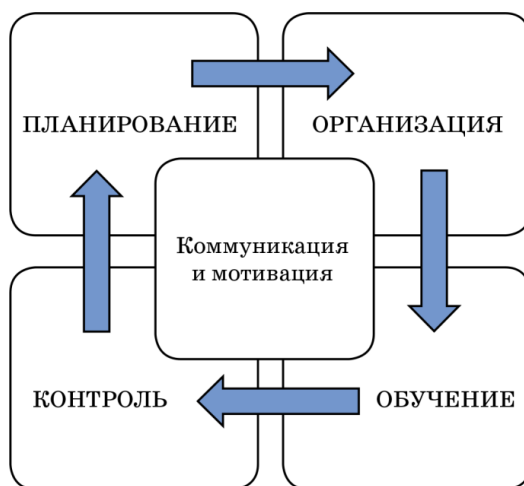 ПЛАНИРОВАНИЕ
ОРГАНИЗАЦИЯ
Коммуникация
и мотивация
КОНТРОЛЬ
ОБУЧЕНИЕ